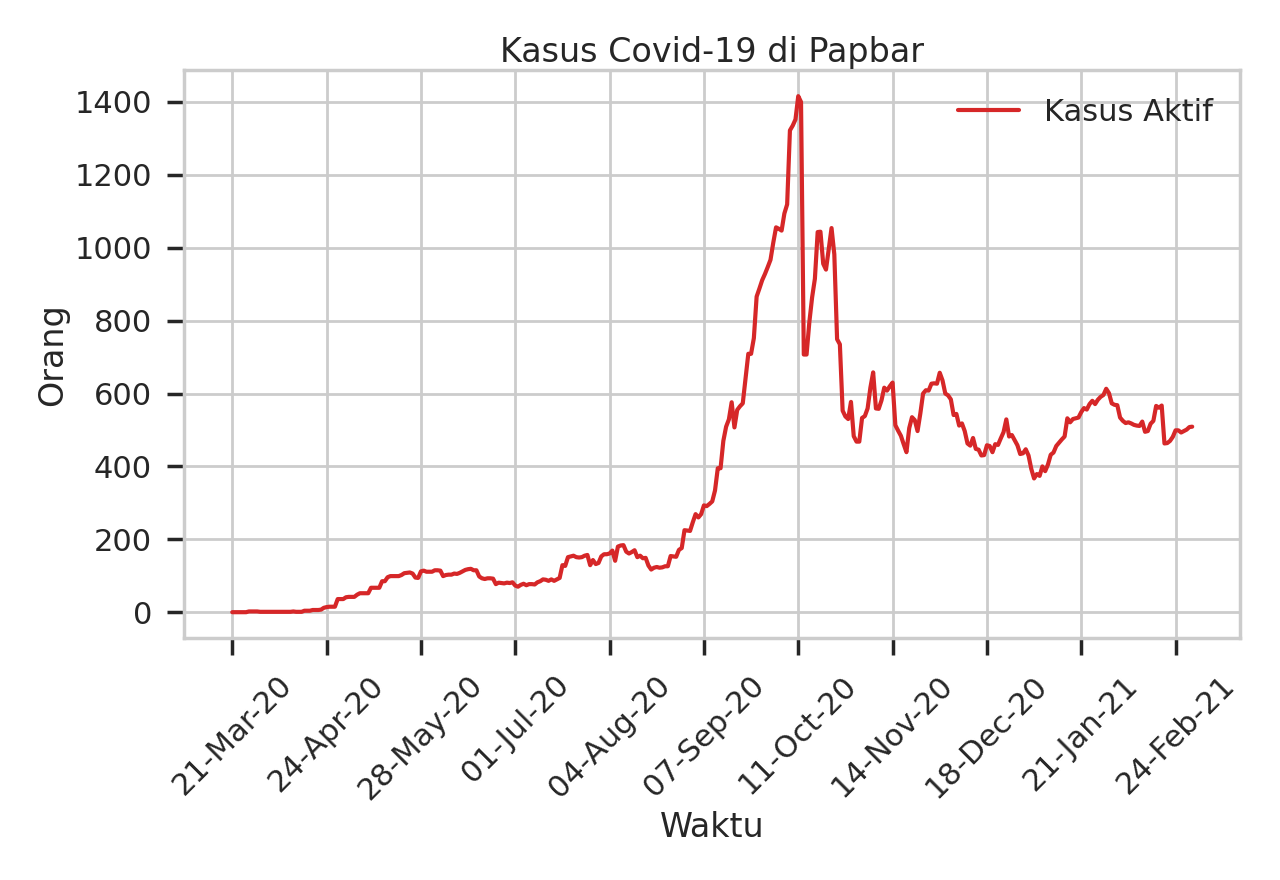 Kasus Covid-19 di Papbar
Kasus Aktif
1400
1200
1000
800
600
400
200
0
Orang
21-Mar-20
24-Apr-20
28-May-20
01-Jul-20
04-Aug-20
07-Sep-20
11-Oct-20
14-Nov-20
18-Dec-20
21-Jan-21
24-Feb-21
Waktu